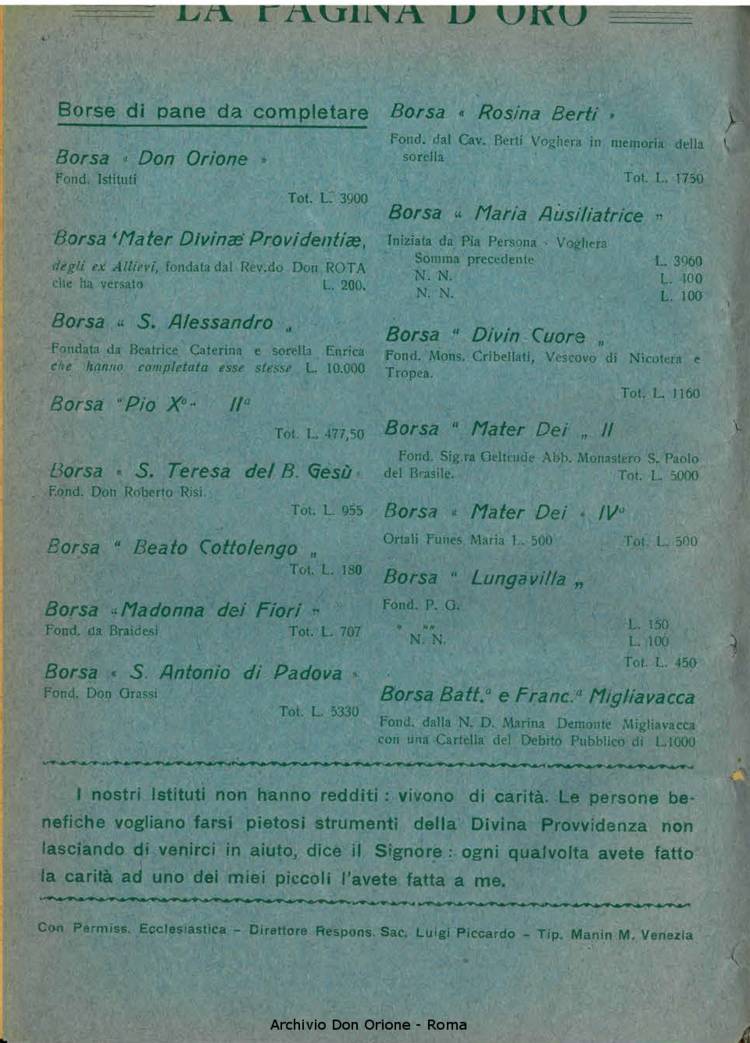 LA PAGINA D'ORO
Borse di pane da completare
Borsa « Don Orione »
Fond. Istituti
Tot. L. 3900
Borsa 'Mater Divinæ Providentiæ,
degli ex Allievi, fondata dal Rev.do Don ROTA
che ha versato L. 200.
Borsa " S. Alessandro „
Fondata da Beatrice Caterina e sorella Enrica
che hanno completata esse stesse L. 10.000
Borsa "Pio Xº- IIª
Tot. L. 477,50
Borsa « S. Teresa del B. Gesù »
Fond. Don Roberto Risi.
Tot. L. 955
Borsa " Beato Cottolengo „
Tot. L. 180
Borsa "Madonna dei Fiori "
Fond. da Braidesi Tot. L. 707
Borsa « S. Antonio di Padova »
Fond. Don Grassi
Tot. L. 5330
Borsa « Rosina Berti »
Fond. dal Cav. Berti Voghera in memoria della
sorella
Tot. L. 1750
Borsa " Maria Ausiliatrice "
Iniziata da Pia Persona - Voghera
Somma precedente L. 3960
N. N. L. 400
N. N. L. 100
Borsa " Divin Cuore „
Fond. Mons. Cribellati, Vescovo di Nicotera e
Tropea.
Tot. L. 1160
Borsa " Mater Dei „ II
Fond. Sig.ra Geltrude Abb. Monastero S. Paolo
del Brasile. Tot. L. 5000
Borsa « Mater Dei « IVª
Ortali Funes Maria L. 500 Tot. L. 500
Borsa " Lungavilla „
Fond. P. G.
" "" L. 150
N. N. L. 100
Tot. L. 450
Borsa Batt.ª e Franc.ª Migliavacca
Fond. dalla N. D. Marina Demonte Migliavacca
con una Cartella del Debito Pubblico di L.1000
I nostri Istituti non hanno redditi : vivono di carità. Le persone be-
nefiche vogliano farsi pietosi strumenti della Divina Provvidenza non
lasciando di venirci in aiuto, dice il Signore : ogni qualvolta avete fatto
la carità ad uno dei miei piccoli l'avete fatta a me.
Con Permiss. Ecclesiastica - Direttore Respons. Sac. Luigi Piccardo - Tip. Manin M. Venezia
Archivio Don Orione - Roma